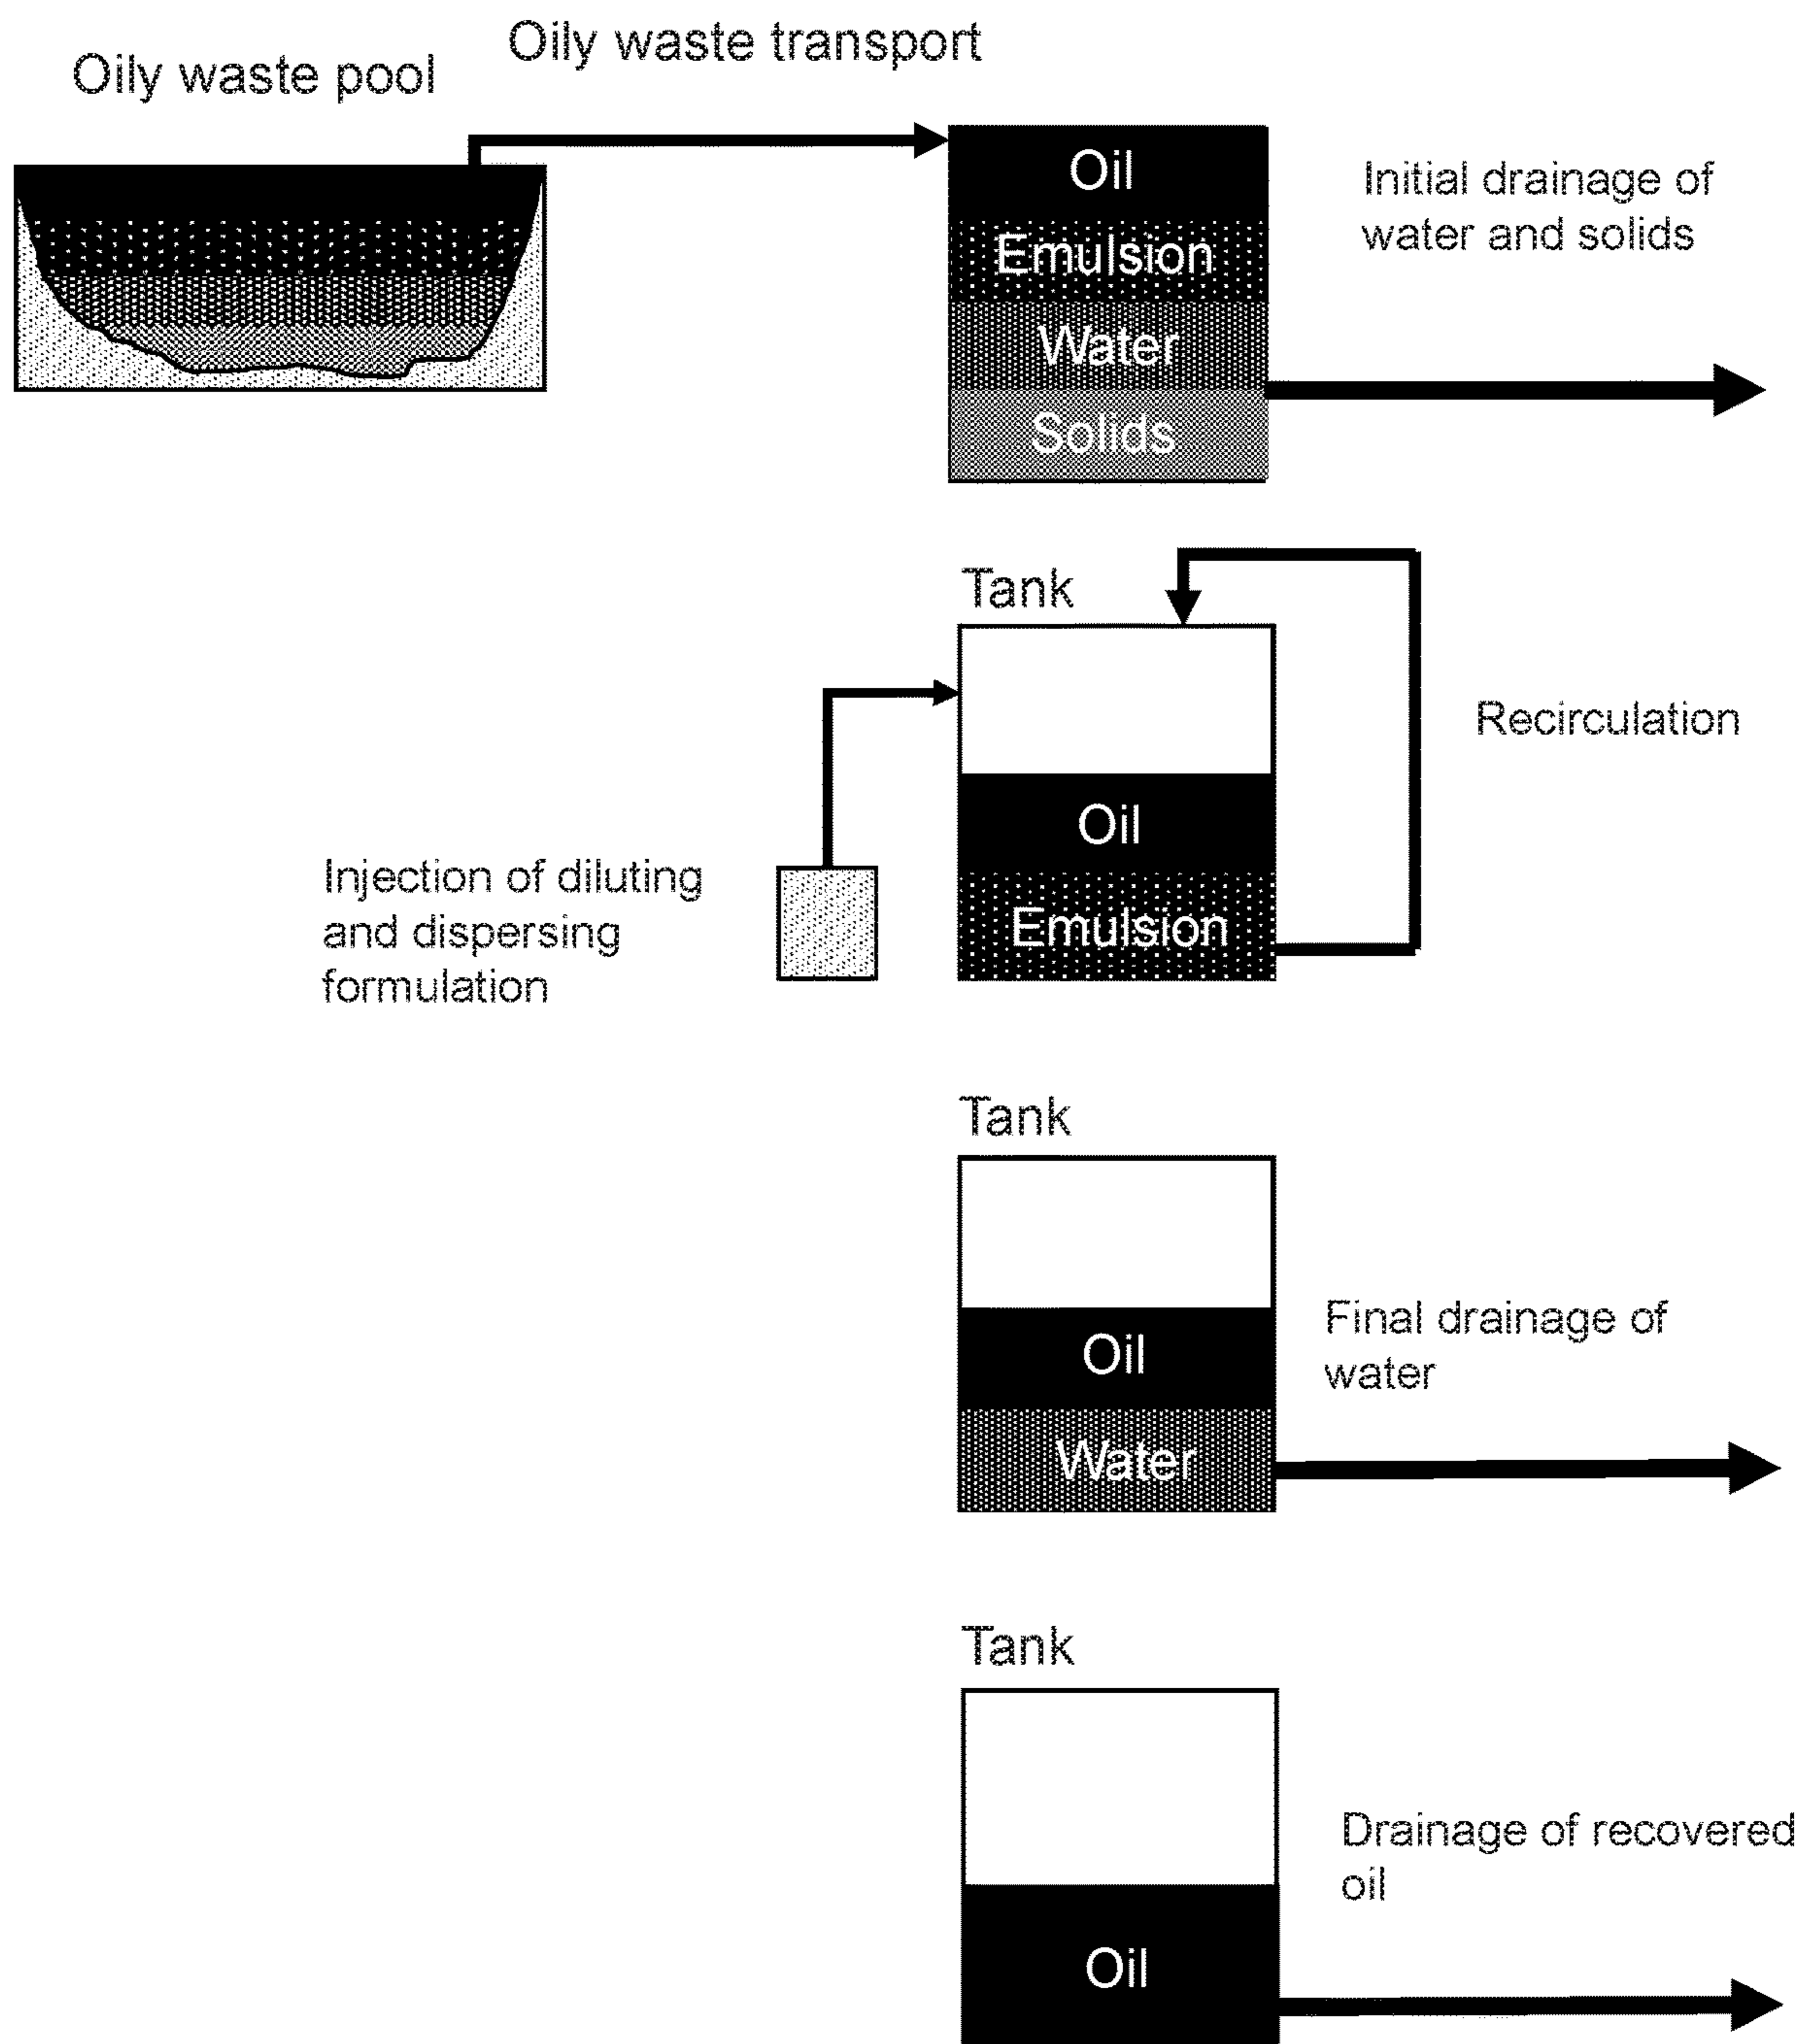 Oily waste pool
Oily waste transport
Oil
Emulsion
Water
Solids
Initial drainage of
water and solids
Tank
Oil
Emulsion
Recirculation
Injection of diluting
and dispersing
formulation
Tank
Oil
Water
Final drainage of
water
Tank
Oil
Drainage of recovered
oil